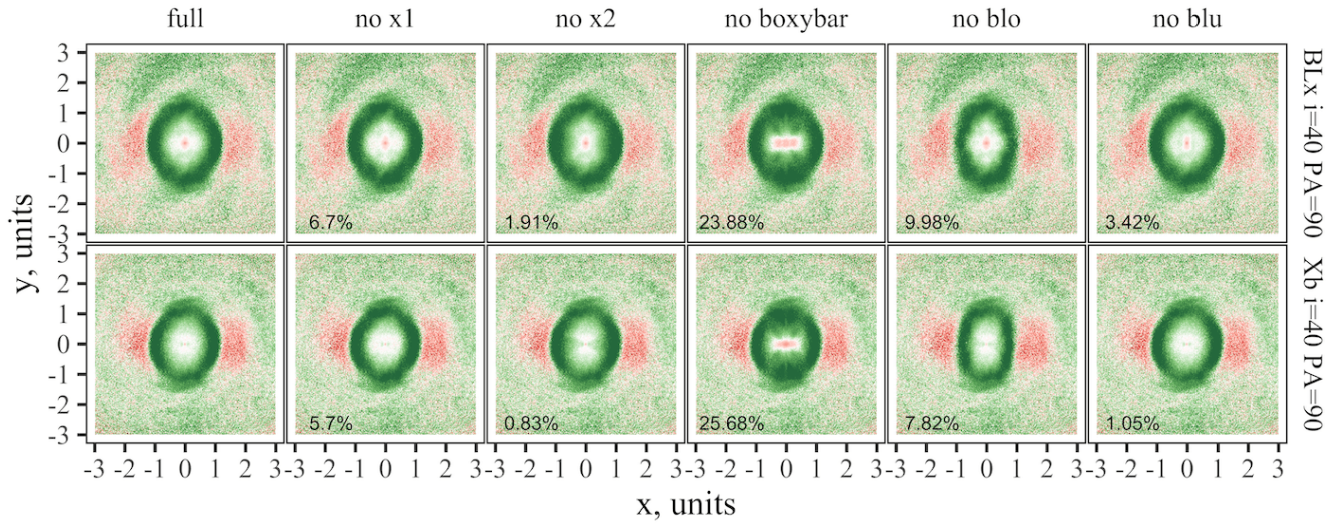 full no x1 no x2 no boxybar no blo no blu
3
2
1
0
-1
-2
-3
6.7% 1.91% 23.88% 9.98% 3.42%
BLx i=40 PA=90
y, units
3
2
1
0
-1
-2
-3
5.7% 0.83% 25.68% 7.82% 1.05%
Xb i=40 PA=90
-3 -2 -1 0 1 2 3 -3 -2 -1 0 1 2 3 -3 -2 -1 0 1 2 3 -3 -2 -1 0 1 2 3 -3 -2 -1 0 1 2 3 -3 -2 -1 0 1 2 3
x, units